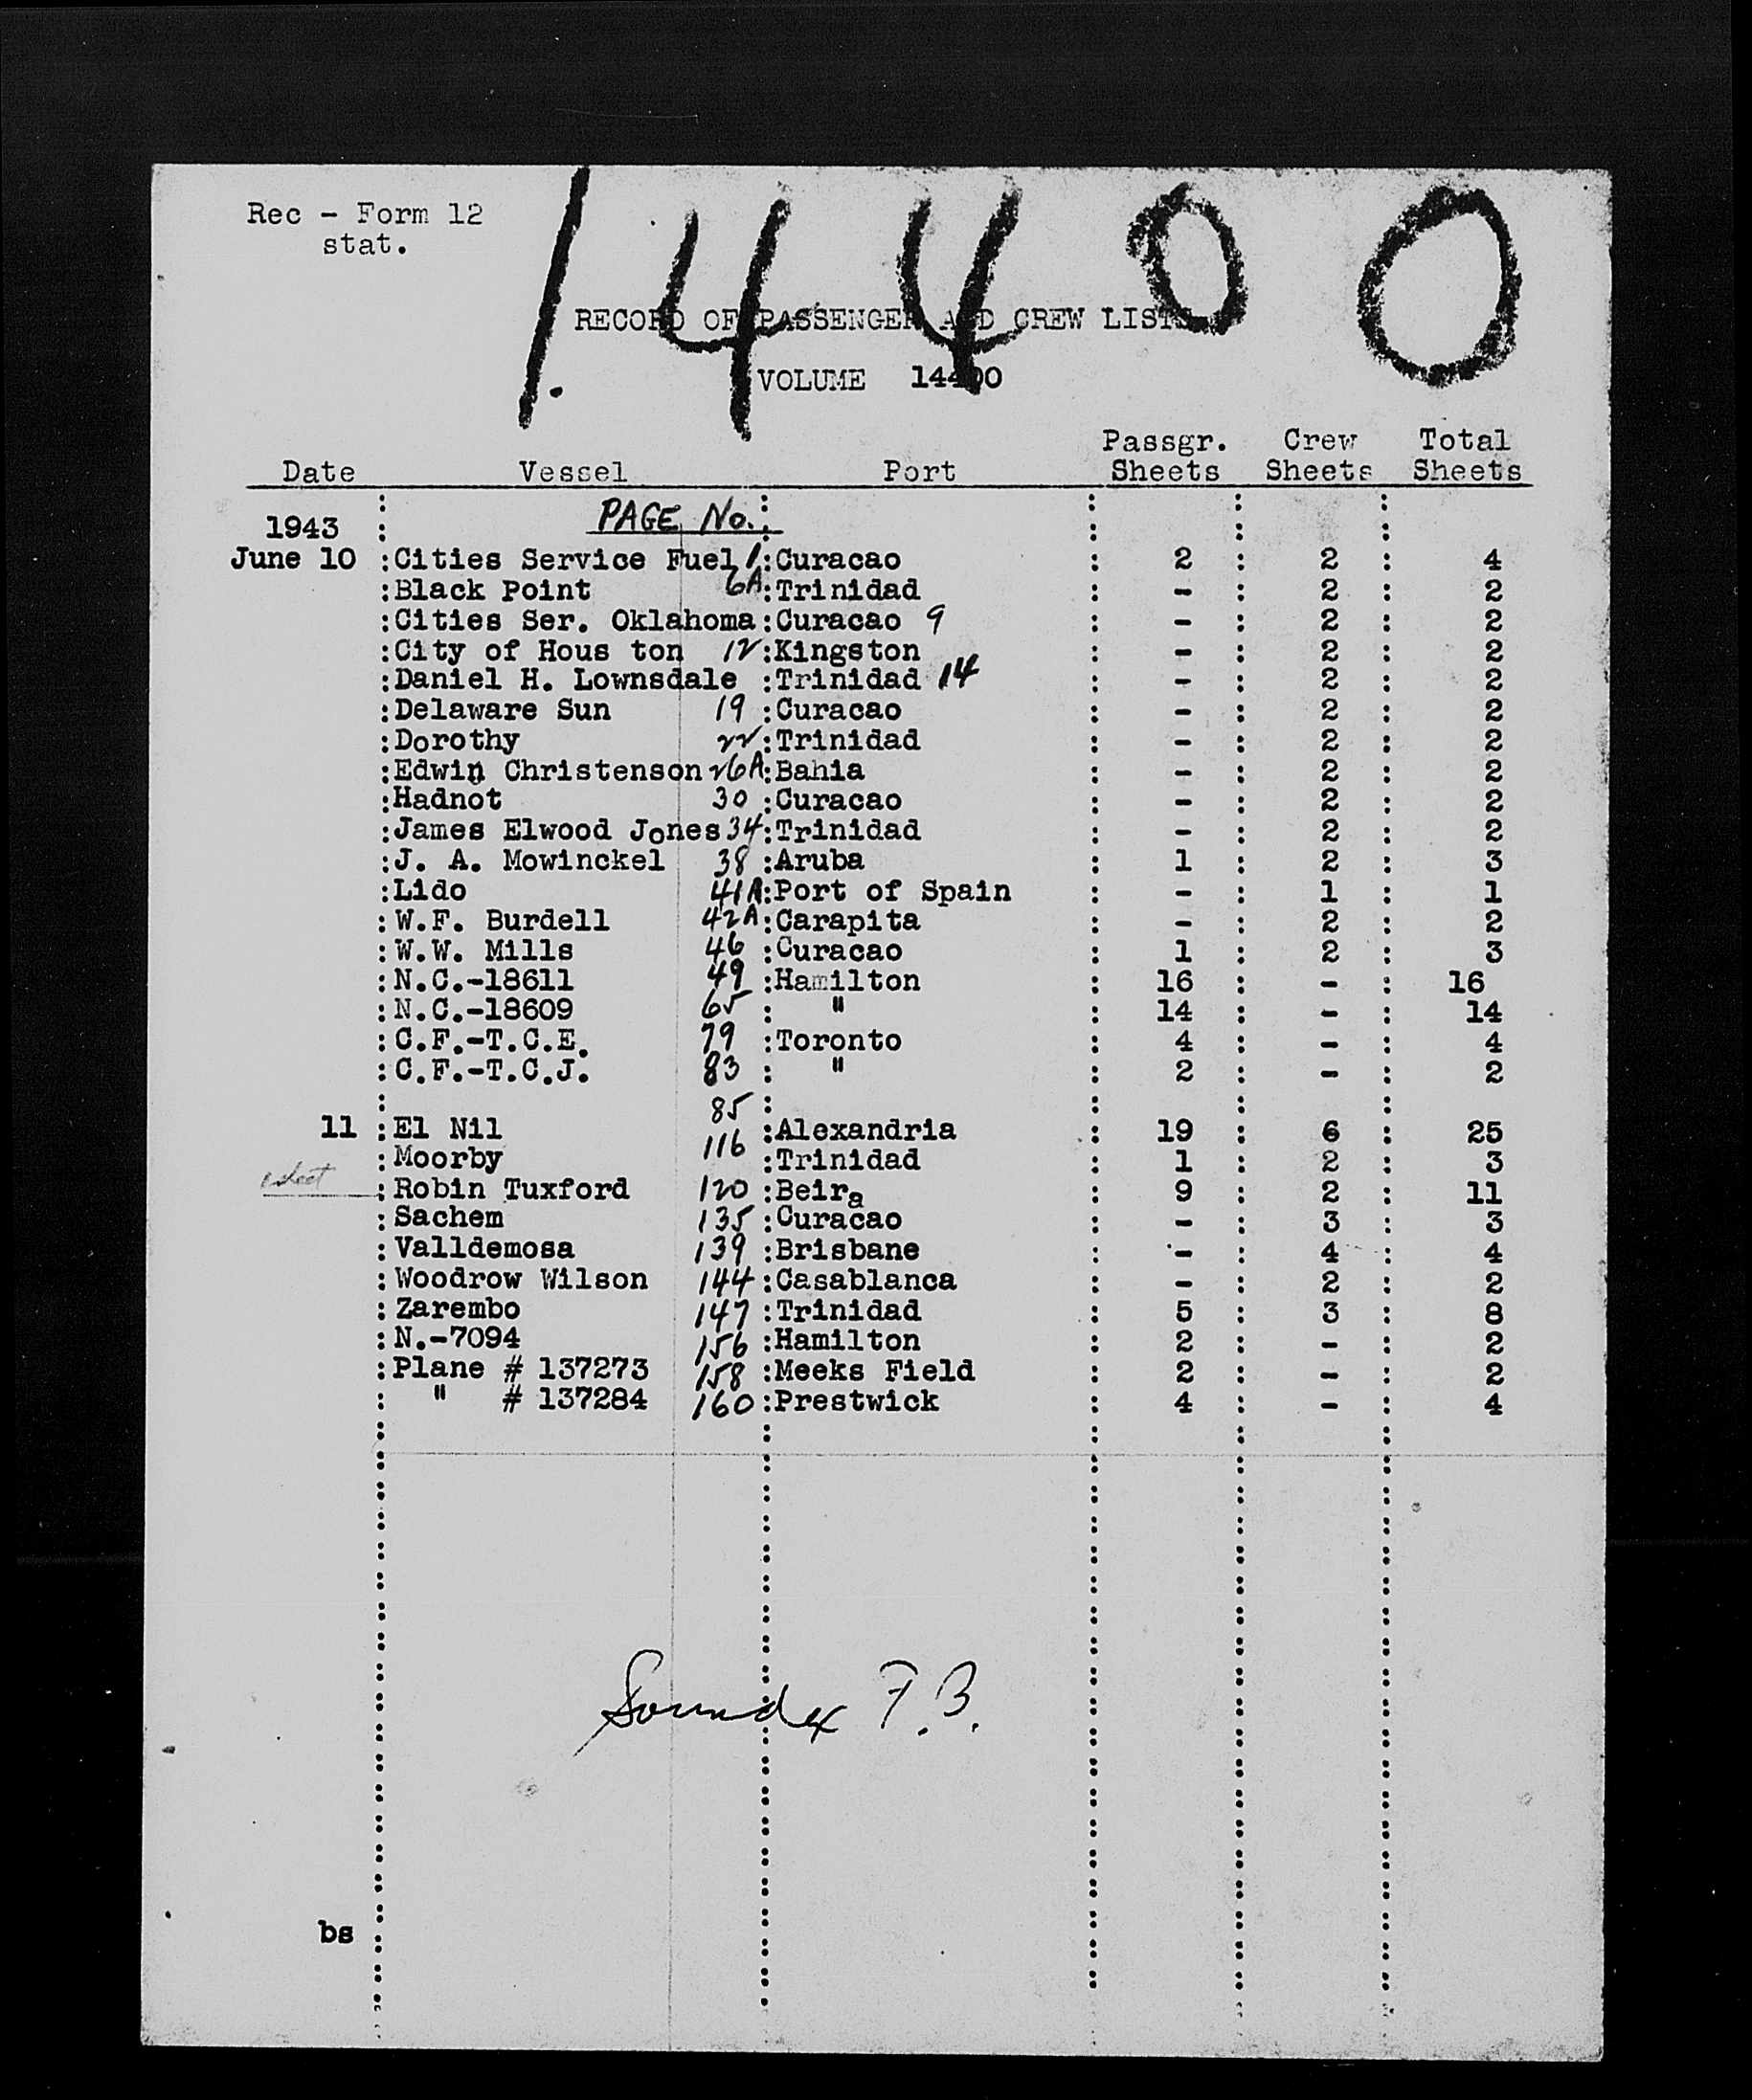 14400
Rec - Form 12
stat.
RECORD OF PASSENGER AND CREW LISTS
VOLUME 14400
Date Vessel Port Passgr. Sheets Crew Sheets Total Sheets
PAGE No.
1943
June 10 :Cities Service Fuel 1 :Curacao : 2 : 2 : 4
:Black Point 6A :Trinidad : - : 2 : 2
:Cities Ser. Oklahoma :Curacao 9 : - : 2 : 2
:City of Hous ton 12 :Kingston : - : 2 : 2
:Daniel H. Lownsdale :Trinidad 14 : - : 2 : 2
:Delaware Sun 19 :Curacao : - : 2 : 2
:Dorothy 22 :Trinidad : - : 2 : 2
:Edwin Christenson 26A :Bahia : - : 2 : 2
:Hadnot 30 :Curacao : - : 2 : 2
:James Elwood Jones 34 :Trinidad : - : 2 : 2
:J. A. Mowinckel 38 :Aruba : 1 : 2 : 3
:Lido 41A :Port of Spain : - : 1 : 1
:W.F. Burdell 42A :Carapita : - : 2 : 2
:W.W. Mills 46 :Curacao : 1 : 2 : 3
:N.C.-18611 49 :Hamilton : 16 : - : 16
:N.C.-18609 65 : " : 14 : - : 14
:C.F.-T.C.E. 79 :Toronto : 4 : - : 4
:C.F.-T.C.J. 83 : " : 2 : - : 2
11 :El Nil 85 :Alexandria : 19 : 6 : 25
:Moorby 116 :Trinidad : 1 : 2 : 3
:Robin Tuxford 120 :Beira : 9 : 2 : 11
:Sachem 135 :Curacao : - : 3 : 3
:Valldemosa 139 :Brisbane : - : 4 : 4
:Woodrow Wilson 144 :Casablanca : - : 2 : 2
:Zarembo 147 :Trinidad : 5 : 3 : 8
:N.-7094 156 :Hamilton : 2 : - : 2
:Plane # 137273 158 :Meeks Field : 2 : - : 2
: " # 137284 160 :Prestwick : 4 : - : 4
Soundex F.B.
bs